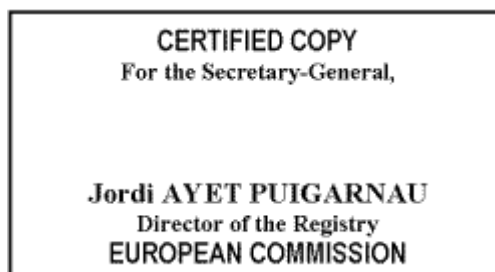 CERTIFIED COPY
For the Secretary-General,
Jordi AYET PUIGARNAU
Director of the Registry
EUROPEAN COMMISSION